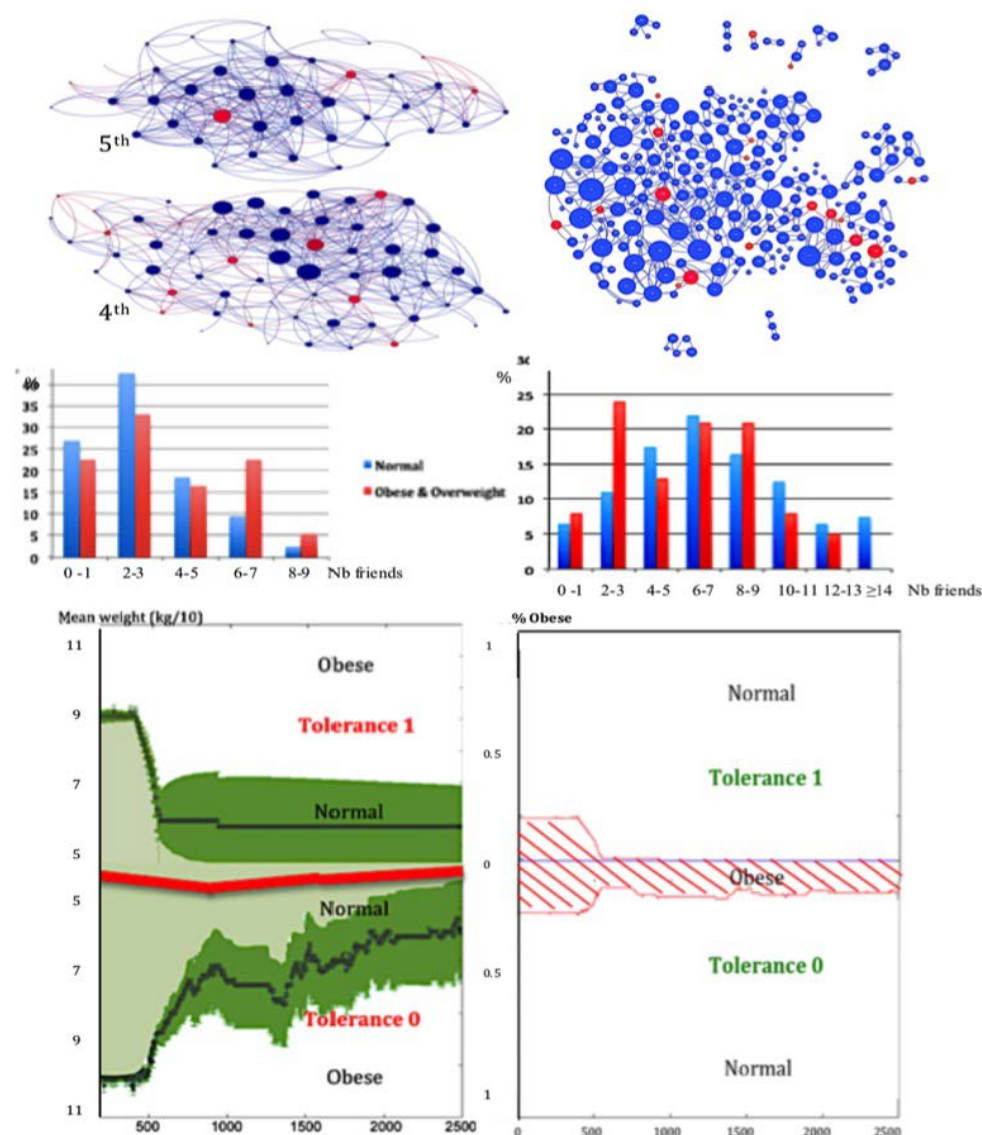 5th
4th
%
40
35
30
25
20
15
10
5
0
0 -1 2-3 4-5 6-7 8-9 Nb friends
Normal
Obese & Overweight
%
25
20
15
10
5
0
0 -1 2-3 4-5 6-7 8-9 10-11 12-13 ≥14 Nb friends
Mean weight (kg/10)
11
9
7
5
5
7
9
11
Obese
Tolerance 1
Normal
Normal
Tolerance 0
Obese
500 1000 1500 2000 2500
% Obese
1
0.5
0
0.5
1
Normal
Tolerance 1
Obese
Tolerance 0
Normal
0 500 1000 1500 2000 2500